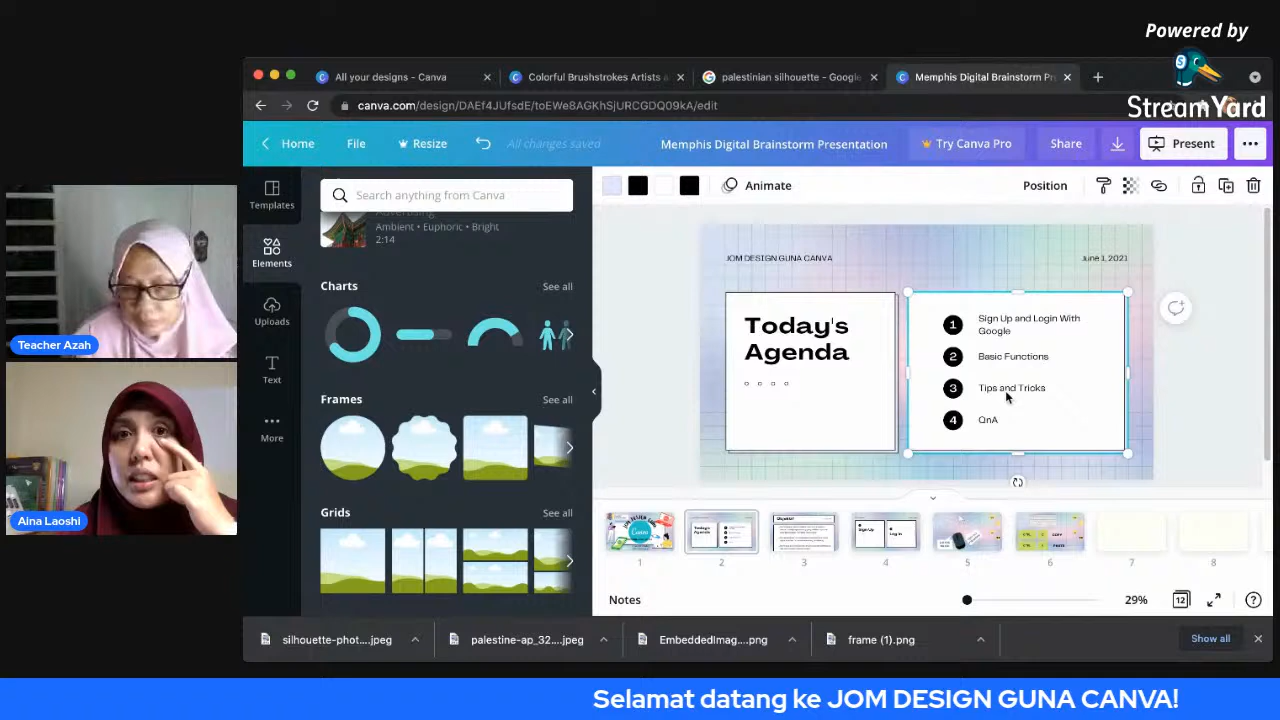 Powered by
StreamYard
All your designs - Canva
Colorful Brushstrokes Artists a
palestinian silhouette - Google
Memphis Digital Brainstorm Pr
canva.com/design/DAEf4JUfsdE/toEWe8AGKhSjURCGDQ09kA/edit
Home
File
Resize
All changes saved
Memphis Digital Brainstorm Presentation
Try Canva Pro
Share
Present
Templates
Elements
Uploads
Text
More
Search anything from Canva
Ambient • Euphoric • Bright
2:14
Charts
See all
Frames
See all
Grids
See all
Animate
Position
JOM DESIGN GUNA CANVA
June 1, 2021
Today's
Agenda
1 Sign Up and Login With
Google
2 Basic Functions
3 Tips and Tricks
4 QnA
1
2
3
4
5
6
7
8
Notes
29%
12
Teacher Azah
Aina Laoshi
silhouette-phot....jpeg
palestine-ap_32....jpeg
EmbeddedImag....png
frame (1).png
Show all
Selamat datang ke JOM DESIGN GUNA CANVA!